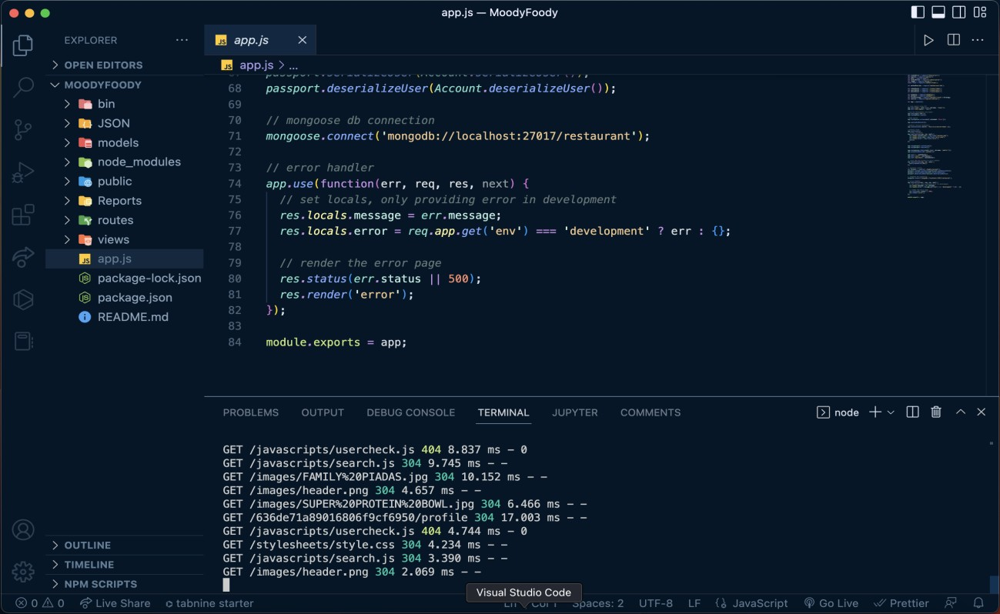 app.js — MoodyFoody
EXPLORER
OPEN EDITORS
MOODYFOODY
bin
JSON
models
node_modules
public
Reports
routes
views
app.js
package-lock.json
package.json
README.md
OUTLINE
TIMELINE
NPM SCRIPTS
app.js
app.js > ...
68 passport.deserializeUser(Account.deserializeUser());
69
70 // mongoose db connection
71 mongoose.connect('mongodb://localhost:27017/restaurant');
72
73 // error handler
74 app.use(function(err, req, res, next) {
75 // set locals, only providing error in development
76 res.locals.message = err.message;
77 res.locals.error = req.app.get('env') === 'development' ? err : {};
78
79 // render the error page
80 res.status(err.status || 500);
81 res.render('error');
82 });
83
84 module.exports = app;
PROBLEMS OUTPUT DEBUG CONSOLE TERMINAL JUPYTER COMMENTS node
GET /javascripts/usercheck.js 404 8.837 ms - 0
GET /javascripts/search.js 304 9.745 ms - -
GET /images/FAMILY%20PIADAS.jpg 304 10.152 ms - -
GET /images/header.png 304 4.657 ms - -
GET /images/SUPER%20PROTEIN%20BOWL.jpg 304 6.466 ms - -
GET /636de71a89016806f9cf6950/profile 304 17.003 ms - -
GET /javascripts/usercheck.js 404 4.744 ms - 0
GET /stylesheets/style.css 304 4.234 ms - -
GET /javascripts/search.js 304 3.390 ms - -
GET /images/header.png 304 2.069 ms - -
Visual Studio Code
0 0 Live Share tabnine starter Spaces: 2 UTF-8 LF {} JavaScript Go Live Prettier